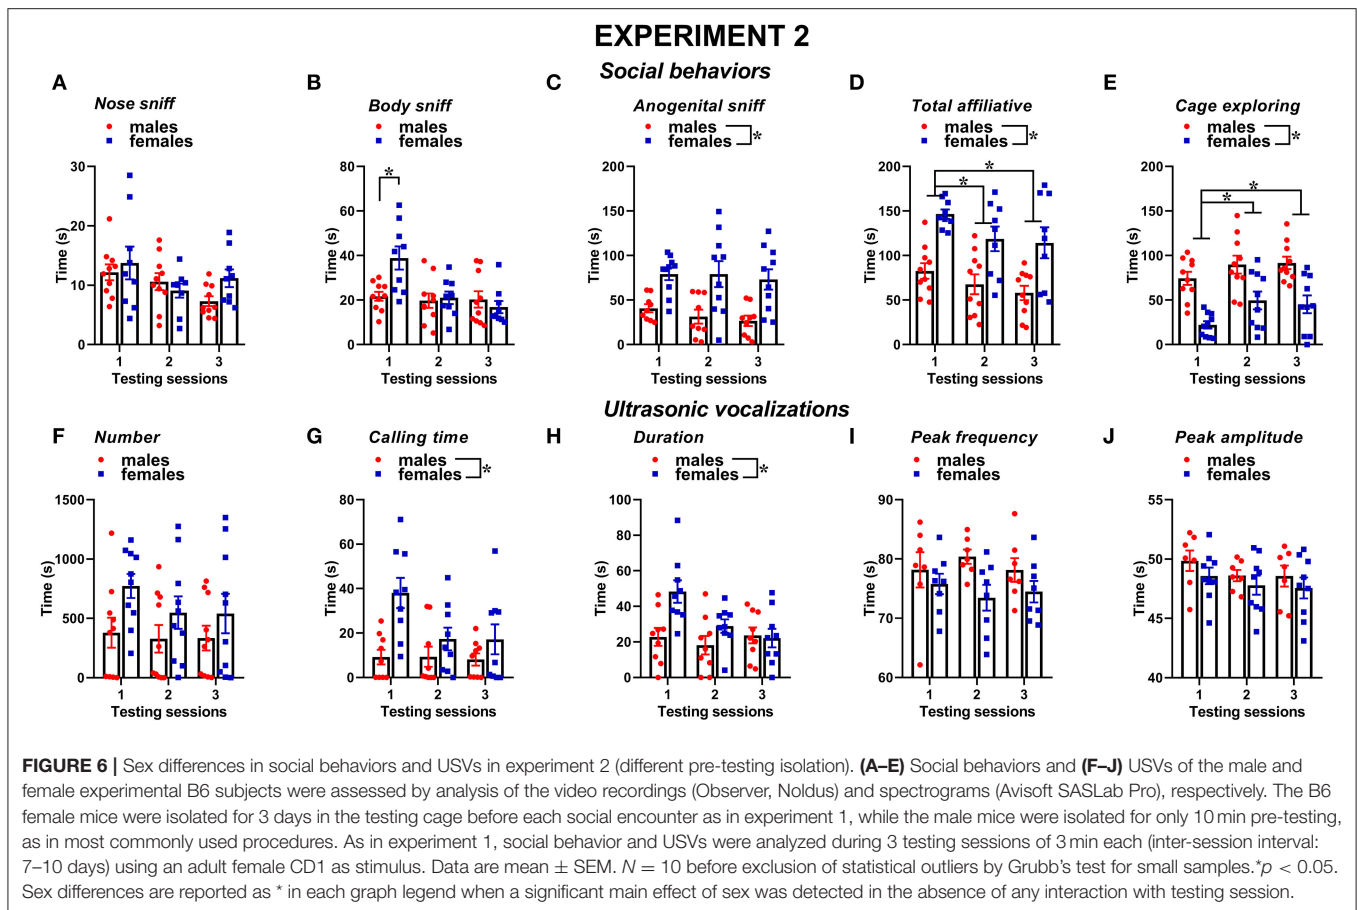 EXPERIMENT 2
Social behaviors
A
Nose sniff
males
females
Time (s)
30
20
10
0
1 2 3
Testing sessions
B
Body sniff
males
females
*
Time (s)
80
60
40
20
0
1 2 3
Testing sessions
C
Anogenital sniff
males
females
*
Time (s)
200
150
100
50
0
1 2 3
Testing sessions
D
Total affiliative
males
females
*
*
*
Time (s)
200
150
100
50
0
1 2 3
Testing sessions
E
Cage exploring
males
females
*
*
*
Time (s)
200
150
100
50
0
1 2 3
Testing sessions
Ultrasonic vocalizations
F
Number
males
females
Time (s)
1500
1000
500
0
1 2 3
Testing sessions
G
Calling time
males
females
*
Time (s)
80
60
40
20
0
1 2 3
Testing sessions
H
Duration
males
females
*
Time (s)
100
80
60
40
20
0
1 2 3
Testing sessions
I
Peak frequency
males
females
Time (s)
90
80
70
60
1 2 3
Testing sessions
J
Peak amplitude
males
females
Time (s)
55
50
45
40
1 2 3
Testing sessions
FIGURE 6 | Sex differences in social behaviors and USVs in experiment 2 (different pre-testing isolation). (A–E) Social behaviors and (F–J) USVs of the male and
female experimental B6 subjects were assessed by analysis of the video recordings (Observer, Noldus) and spectrograms (Avisoft SASLab Pro), respectively. The B6
female mice were isolated for 3 days in the testing cage before each social encounter as in experiment 1, while the male mice were isolated for only 10 min pre-testing,
as in most commonly used procedures. As in experiment 1, social behavior and USVs were analyzed during 3 testing sessions of 3 min each (inter-session interval:
7–10 days) using an adult female CD1 as stimulus. Data are mean ± SEM. N = 10 before exclusion of statistical outliers by Grubb's test for small samples.*p < 0.05.
Sex differences are reported as * in each graph legend when a significant main effect of sex was detected in the absence of any interaction with testing session.